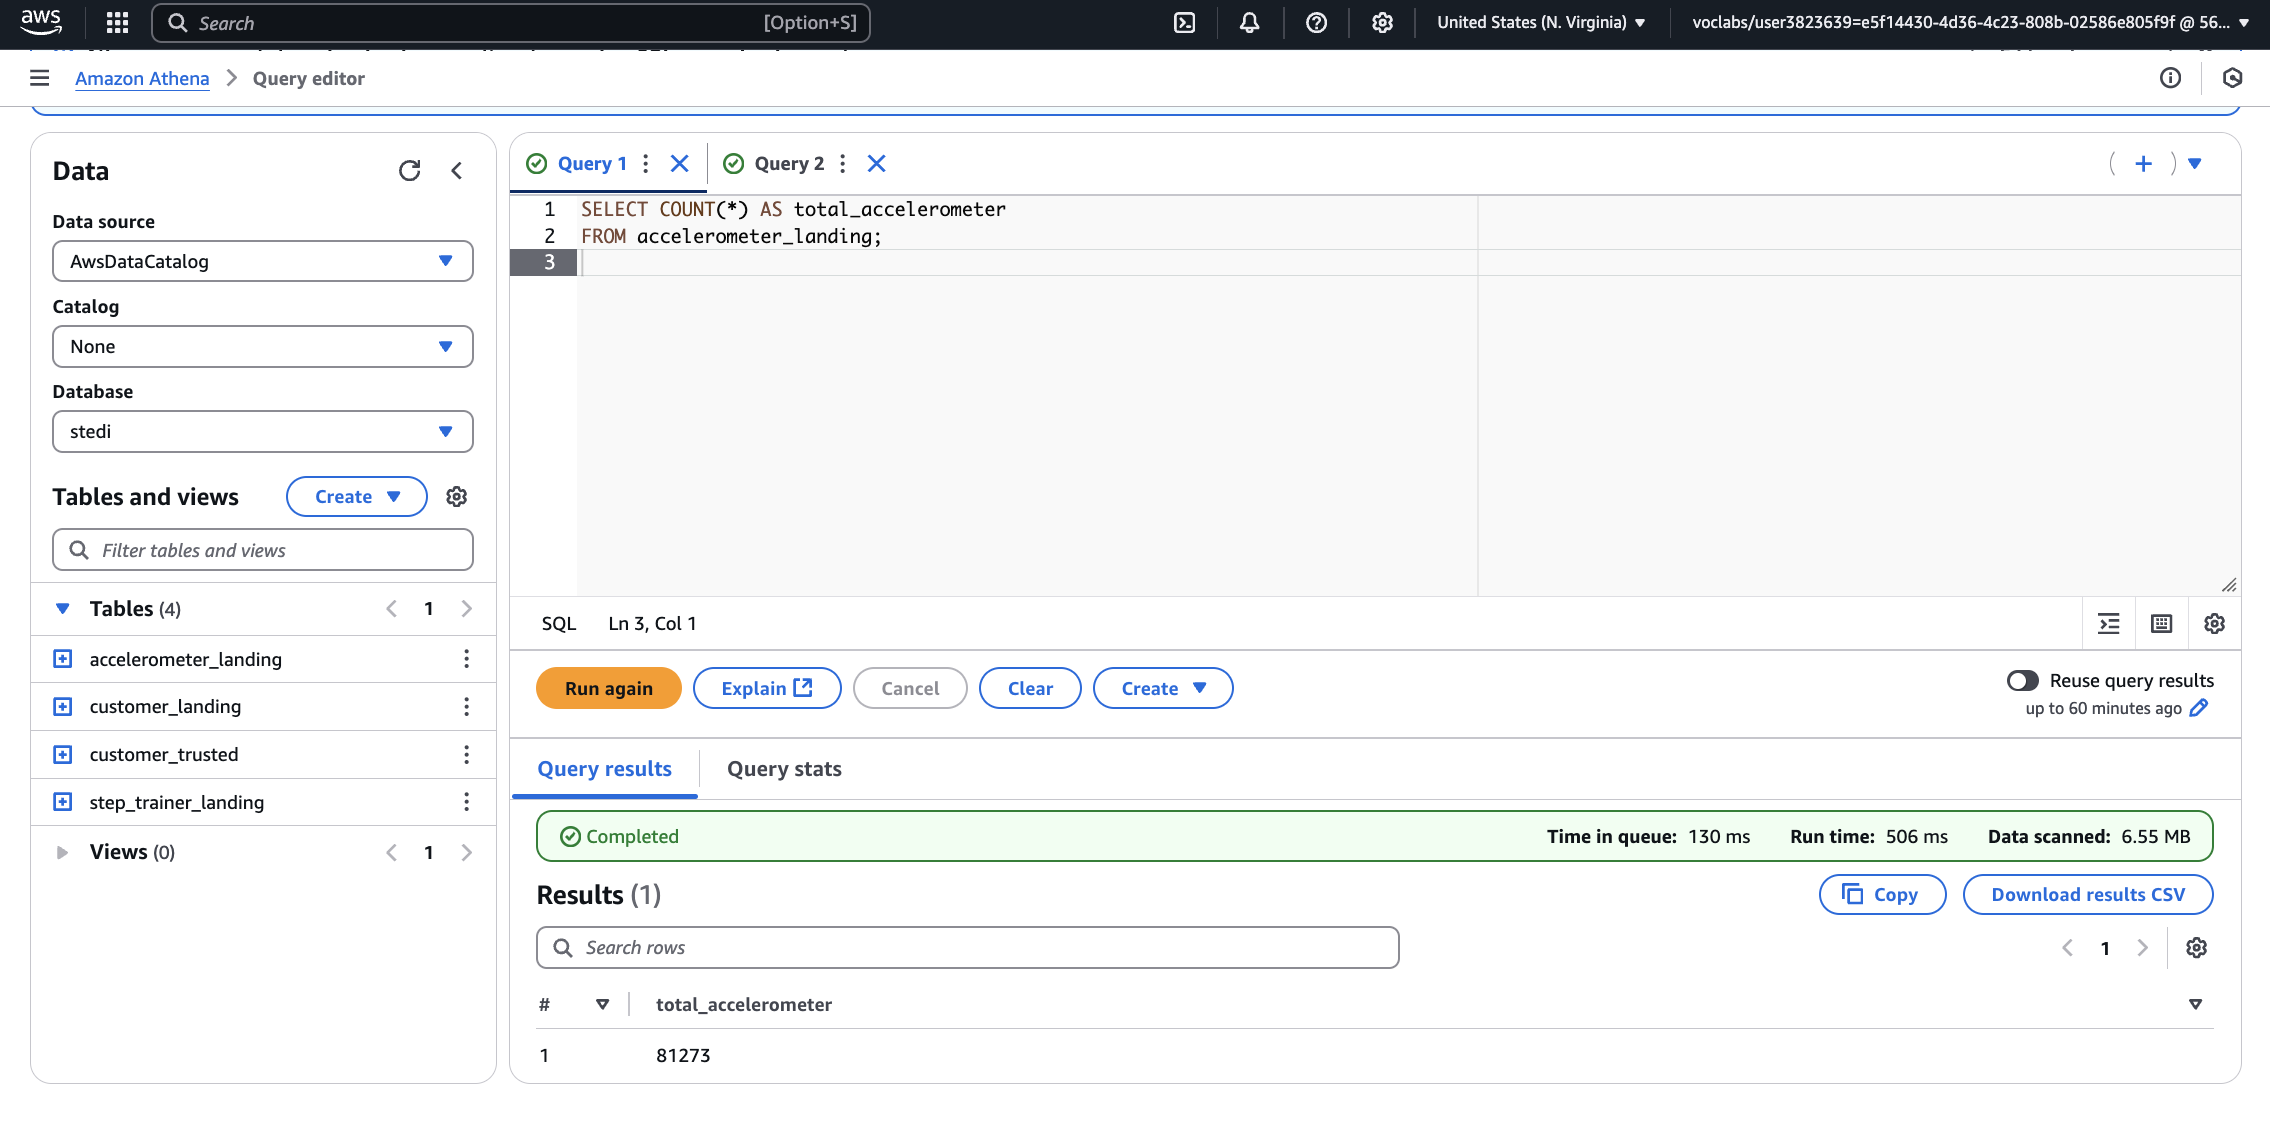 aws
Search
[Option+S]
United States (N. Virginia)
voclabs/user3823639=e5f14430-4d36-4c23-808b-02586e805f9f @ 56...
Amazon Athena
Query editor
Data
Data source
AwsDataCatalog
Catalog
None
Database
stedi
Tables and views
Create
Filter tables and views
Tables (4)
1
accelerometer_landing
customer_landing
customer_trusted
step_trainer_landing
Views (0)
1
Query 1
Query 2
1 SELECT COUNT(*) AS total_accelerometer
2 FROM accelerometer_landing;
3
SQL
Ln 3, Col 1
Run again
Explain
Cancel
Clear
Create
Reuse query results
up to 60 minutes ago
Query results
Query stats
Completed
Time in queue: 130 ms
Run time: 506 ms
Data scanned: 6.55 MB
Results (1)
Copy
Download results CSV
Search rows
1
# total_accelerometer
1 81273